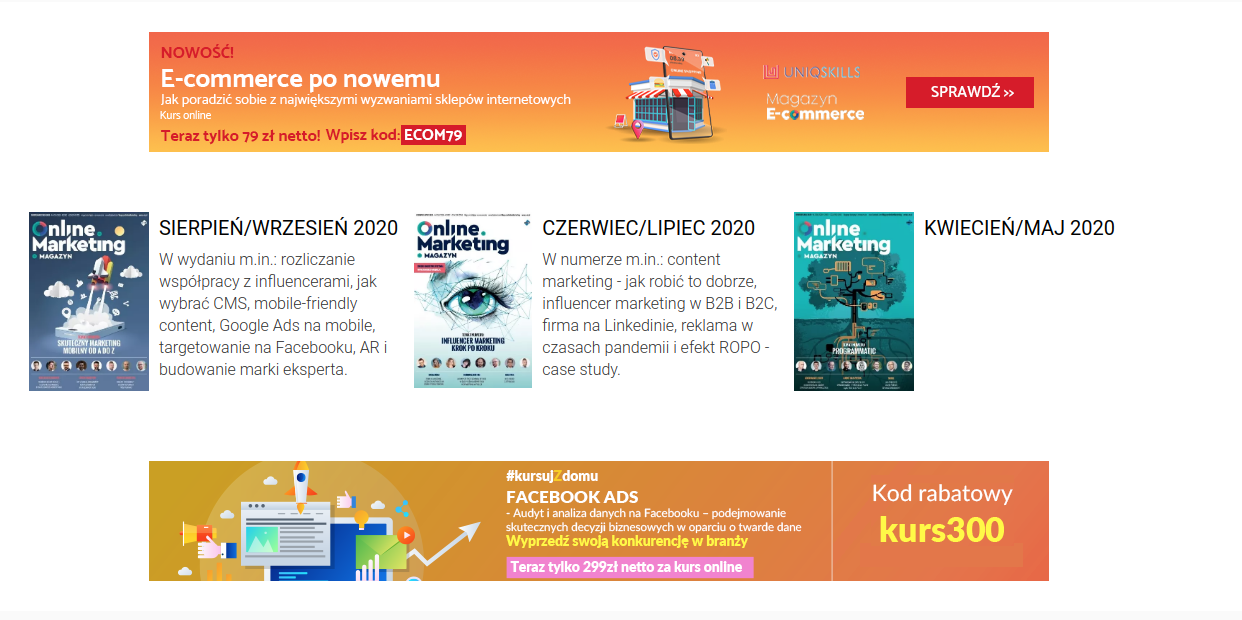 NOWOŚĆ!
E-commerce po nowemu
Jak poradzić sobie z największymi wyzwaniami sklepów internetowych
Kurs online
Teraz tylko 79 zł netto! Wpisz kod: ECOM79
UNIQSKILLS
Magazyn
E-commerce
SPRAWDŹ >>
Online
Marketing
MAGAZYN
SKUTECZNY MARKETING
MOBILNY OD A DO Z
SIERPIEŃ/WRZESIEŃ 2020
W wydaniu m.in.: rozliczanie
współpracy z influencerami, jak
wybrać CMS, mobile-friendly
content, Google Ads na mobile,
targetowanie na Facebooku, AR i
budowanie marki eksperta.
Online
Marketing
MAGAZYN
INFLUENCER MARKETING
KROK PO KROKU
CZERWIEC/LIPIEC 2020
W numerze m.in.: content
marketing - jak robić to dobrze,
influencer marketing w B2B i B2C,
firma na Linkedinie, reklama w
czasach pandemii i efekt ROPO -
case study.
Online
Marketing
MAGAZYN
PROGRAMMATIC
KWIECIEŃ/MAJ 2020
#kursujZdomu
FACEBOOK ADS
- Audyt i analiza danych na Facebooku – podejmowanie
skutecznych decyzji biznesowych w oparciu o twarde dane
Wyprzedź swoją konkurencję w branży
Teraz tylko 299zł netto za kurs online
Kod rabatowy
kurs300